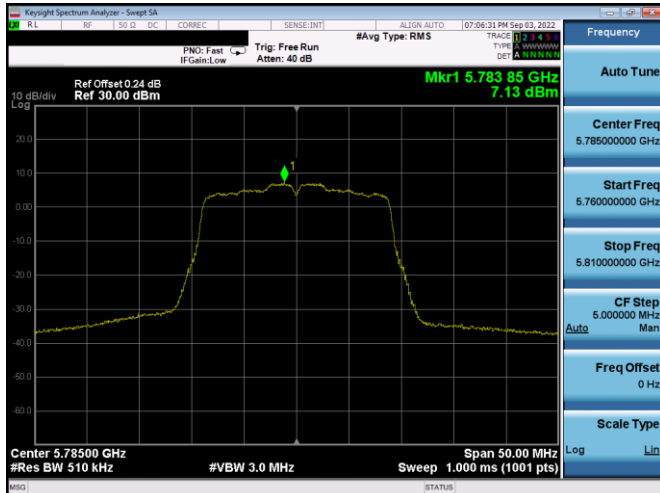 Keysight Spectrum Analyzer - Swept SA
RL RF 50 Ω DC CORREC SENSE:INT ALIGN AUTO 07:06:31 PM Sep 03, 2022
#Avg Type: RMS
TRACE 1 2 3 4 5 6
TYPE A WWWWW
DET A N N N N N
PNO: Fast
IFGain:Low
Trig: Free Run
Atten: 40 dB
Mkr1 5.783 85 GHz
7.13 dBm
Ref Offset 0.24 dB
Ref 30.00 dBm
10 dB/div
Log
20.0
10.0
0.00
-10.0
-20.0
-30.0
-40.0
-50.0
-60.0
1
Center 5.78500 GHz
Span 50.00 MHz
#Res BW 510 kHz
#VBW 3.0 MHz
Sweep 1.000 ms (1001 pts)
MSG
STATUS
Frequency
Auto Tune
Center Freq
5.785000000 GHz
Start Freq
5.760000000 GHz
Stop Freq
5.810000000 GHz
CF Step
5.000000 MHz
Auto Man
Freq Offset
0 Hz
Scale Type
Log Lin